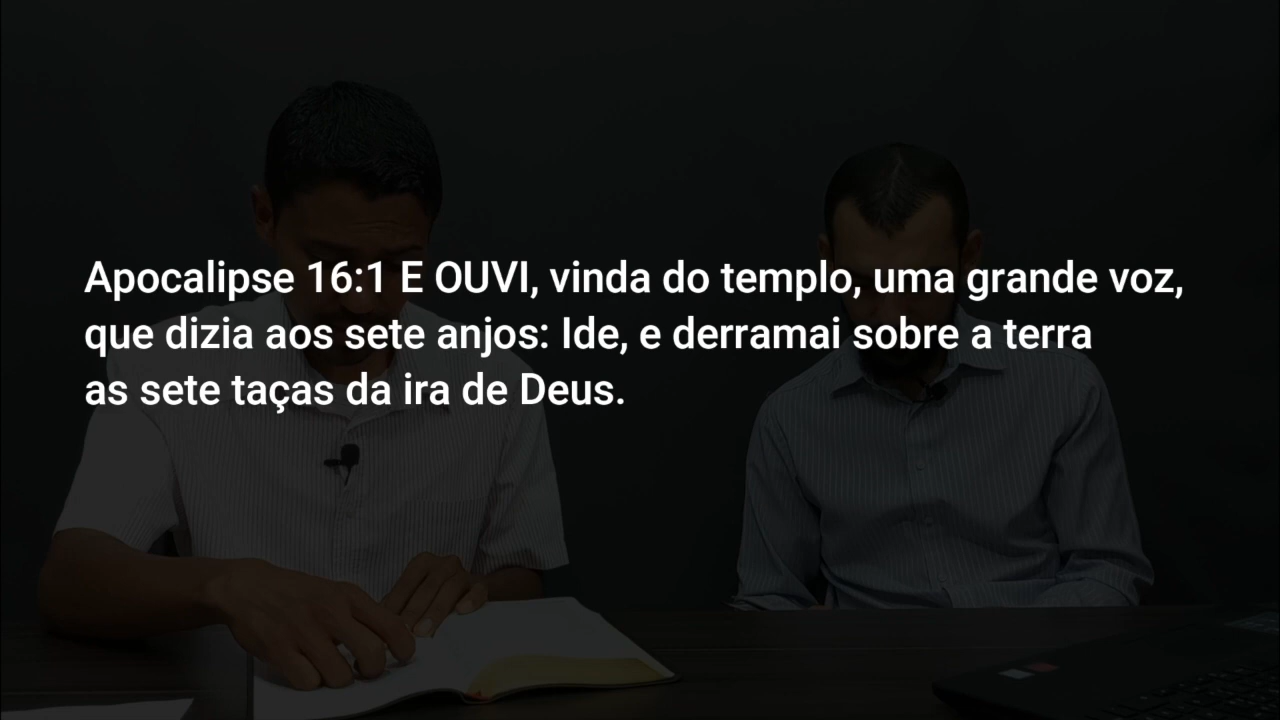 Apocalipse 16:1 E OUVI, vinda do templo, uma grande voz,
que dizia aos sete anjos: Ide, e derramai sobre a terra
as sete taças da ira de Deus.